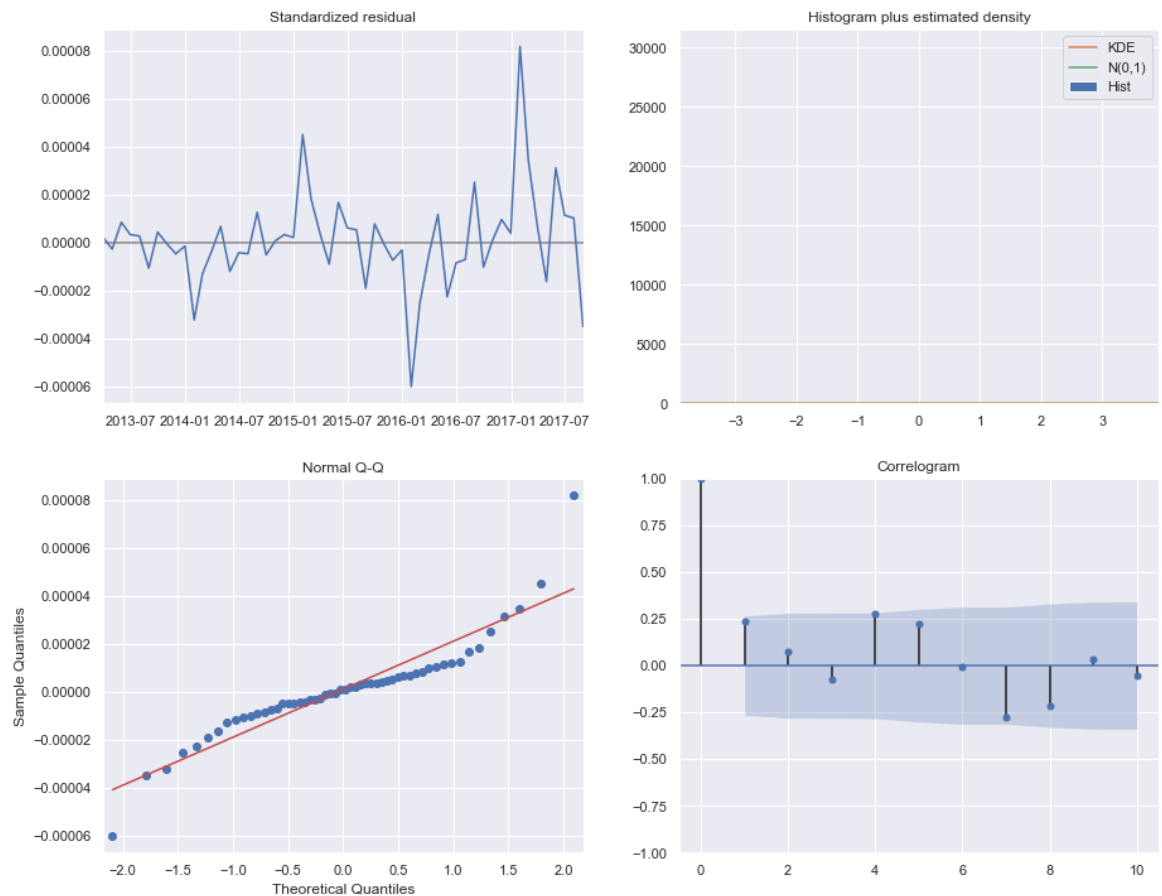 Standardized residual
0.00008
0.00006
0.00004
0.00002
0.00000
−0.00002
−0.00004
−0.00006
2013-07 2014-01 2014-07 2015-01 2015-07 2016-01 2016-07 2017-01 2017-07
Histogram plus estimated density
KDE
N(0,1)
Hist
30000
25000
20000
15000
10000
5000
0
−3 −2 −1 0 1 2 3
Normal Q-Q
Sample Quantiles
0.00008
0.00006
0.00004
0.00002
0.00000
−0.00002
−0.00004
−0.00006
−2.0 −1.5 −1.0 −0.5 0.0 0.5 1.0 1.5 2.0
Theoretical Quantiles
Correlogram
1.00
0.75
0.50
0.25
0.00
−0.25
−0.50
−0.75
−1.00
0 2 4 6 8 10